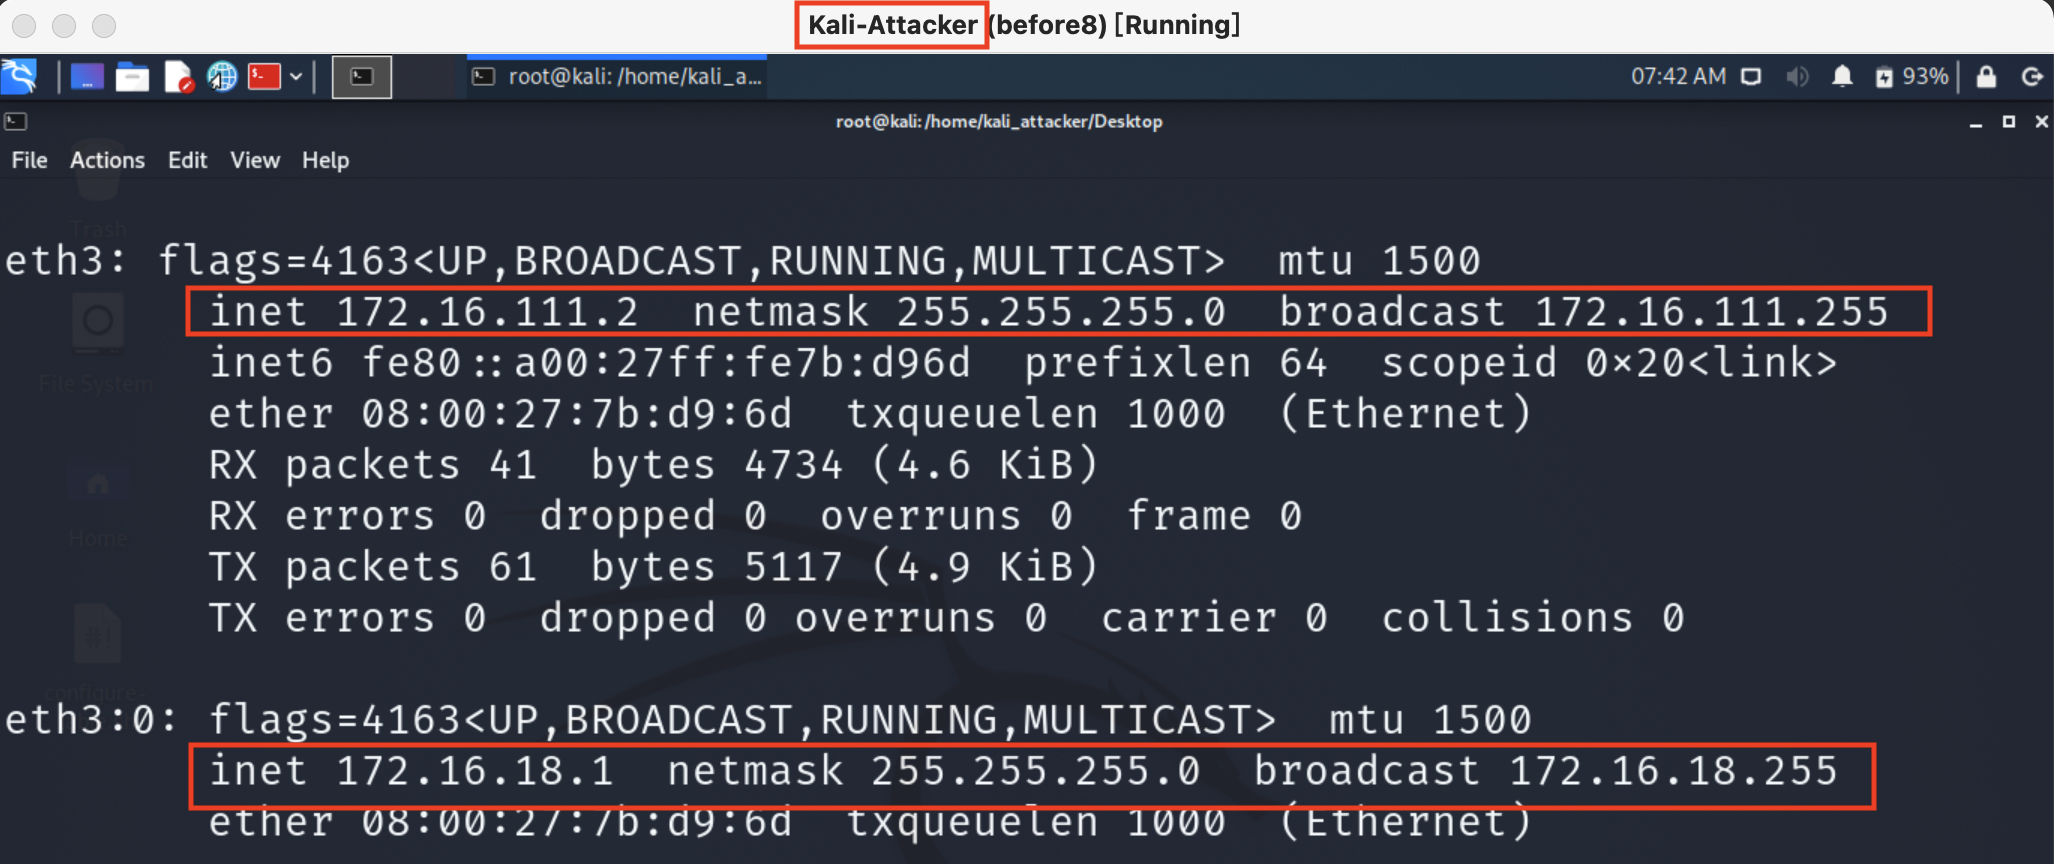 Kali-Attacker (before8) [Running]
root@kali: /home/kali_a...
07:42 AM
93%
root@kali:/home/kali_attacker/Desktop
File Actions Edit View Help
Trash
eth3: flags=4163<UP,BROADCAST,RUNNING,MULTICAST>  mtu 1500
inet 172.16.111.2  netmask 255.255.255.0  broadcast 172.16.111.255
inet6 fe80::a00:27ff:fe7b:d96d  prefixlen 64  scopeid 0×20<link>
File System
ether 08:00:27:7b:d9:6d  txqueuelen 1000  (Ethernet)
RX packets 41  bytes 4734 (4.6 KiB)
RX errors 0  dropped 0  overruns 0  frame 0
Home
TX packets 61  bytes 5117 (4.9 KiB)
TX errors 0  dropped 0 overruns 0  carrier 0  collisions 0
configure-
eth3:0: flags=4163<UP,BROADCAST,RUNNING,MULTICAST>  mtu 1500
inet 172.16.18.1  netmask 255.255.255.0  broadcast 172.16.18.255
ether 08:00:27:7b:d9:6d  txqueuelen 1000  (Ethernet)